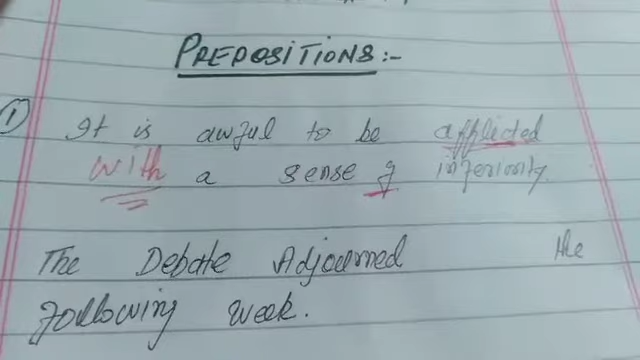 PREPOSITIONS:-
① It is awful to be afflicted
with a sense of inferiority.
The Debate Adjourned the
following week.